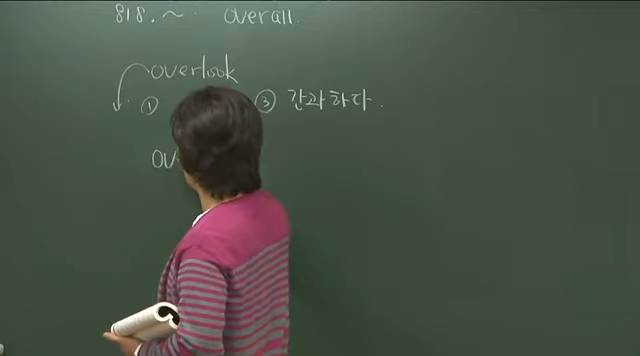 818. ~ · overall.
overlook
① ③ 간과하다.
ov